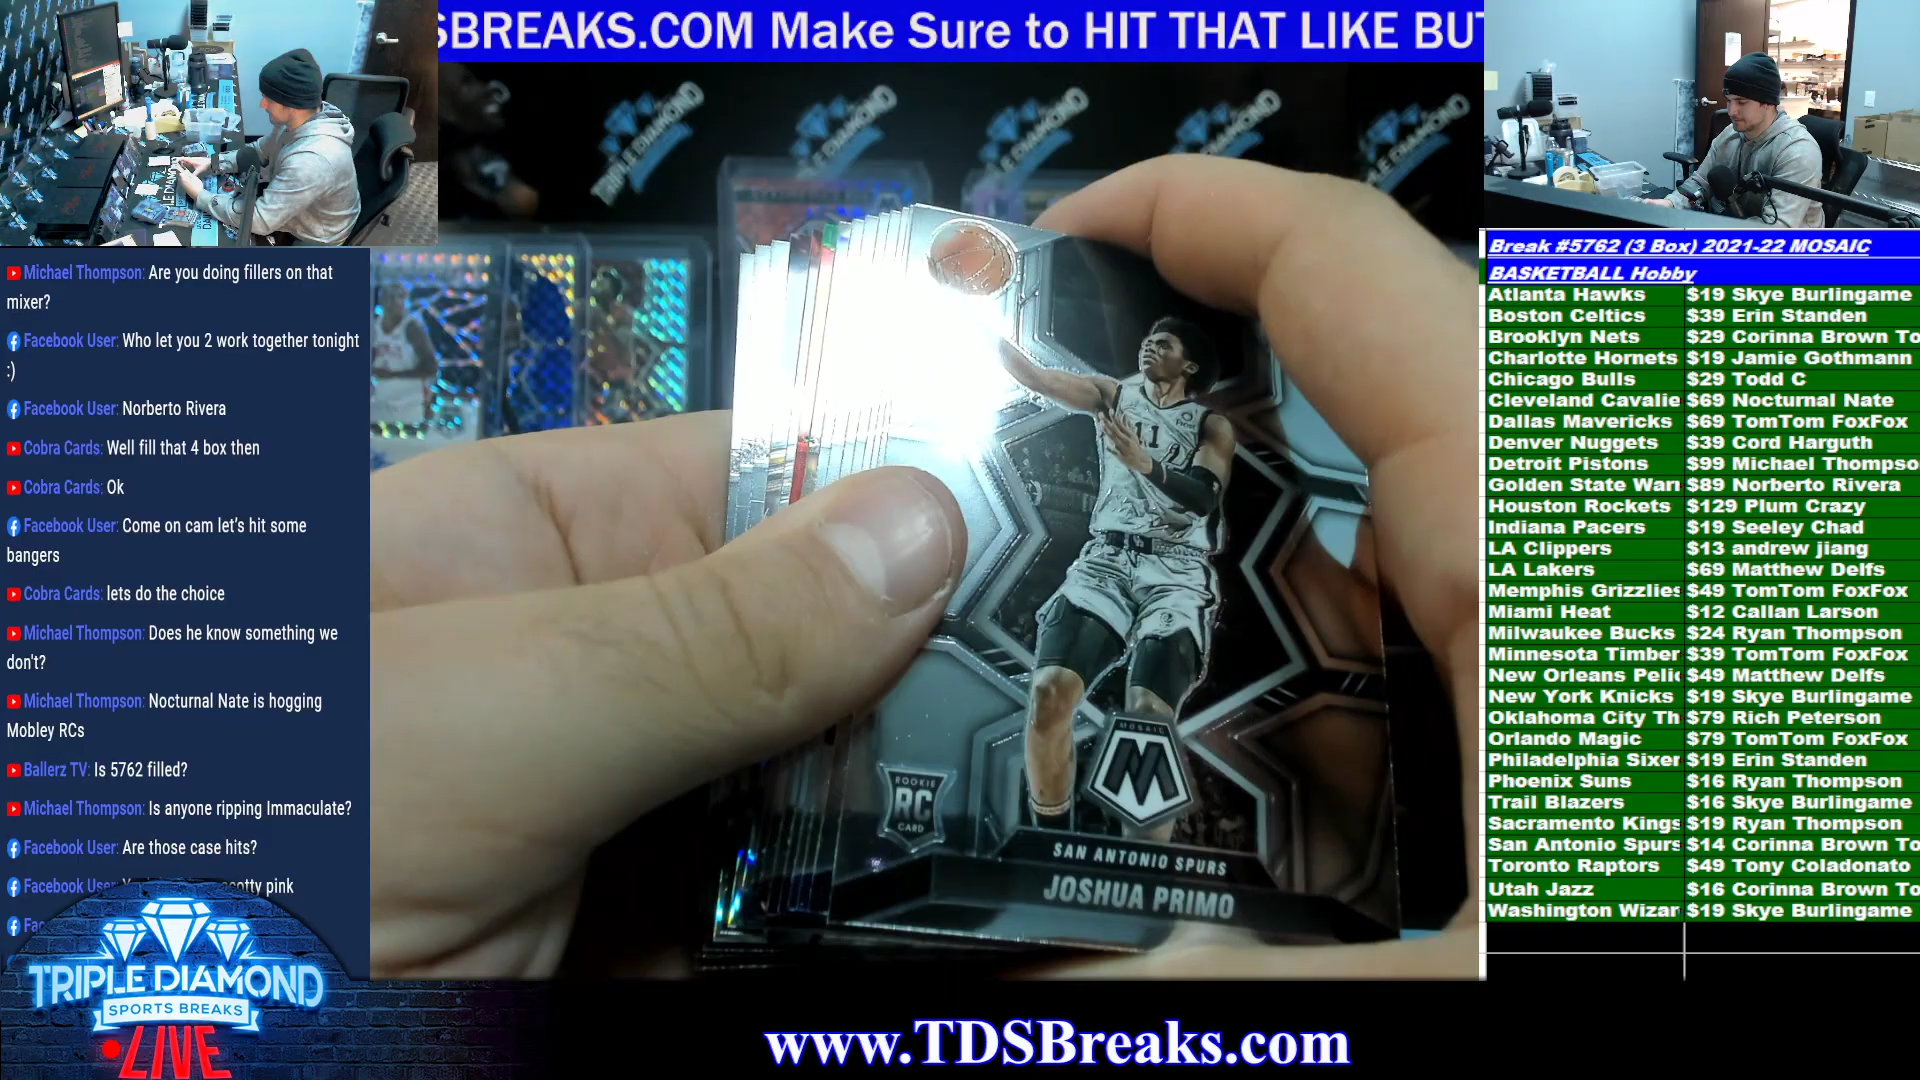 SBREAKS.COM Make Sure to HIT THAT LIKE BUT
Michael Thompson: Are you doing fillers on that
mixer?
Facebook User: Who let you 2 work together tonight
:)
Facebook User: Norberto Rivera
Cobra Cards: Well fill that 4 box then
Cobra Cards: Ok
Facebook User: Come on cam let's hit some
bangers
Cobra Cards: lets do the choice
Michael Thompson: Does he know something we
don't?
Michael Thompson: Nocturnal Nate is hogging
Mobley RCs
Ballerz TV: Is 5762 filled?
Michael Thompson: Is anyone ripping Immaculate?
Facebook User: Are those case hits?
Facebook User: pink
TRIPLE DIAMOND
SPORTS BREAKS
LIVE
TRIPLE DIAMOND
11
MOSAIC
M
ROOKIE
RC
CARD
SAN ANTONIO SPURS
JOSHUA PRIMO
Break #5762 (3 Box) 2021-22 MOSAIC
BASKETBALL Hobby
Atlanta Hawks $19 Skye Burlingame
Boston Celtics $39 Erin Standen
Brooklyn Nets $29 Corinna Brown To
Charlotte Hornets $19 Jamie Gothmann
Chicago Bulls $29 Todd C
Cleveland Cavalie $69 Nocturnal Nate
Dallas Mavericks $69 TomTom FoxFox
Denver Nuggets $39 Cord Harguth
Detroit Pistons $99 Michael Thompso
Golden State Warr $89 Norberto Rivera
Houston Rockets $129 Plum Crazy
Indiana Pacers $19 Seeley Chad
LA Clippers $13 andrew jiang
LA Lakers $69 Matthew Delfs
Memphis Grizzlies $49 TomTom FoxFox
Miami Heat $12 Callan Larson
Milwaukee Bucks $24 Ryan Thompson
Minnesota Timber $39 TomTom FoxFox
New Orleans Peli $49 Matthew Delfs
New York Knicks $19 Skye Burlingame
Oklahoma City Th $79 Rich Peterson
Orlando Magic $79 TomTom FoxFox
Philadelphia Sixer $19 Erin Standen
Phoenix Suns $16 Ryan Thompson
Trail Blazers $16 Skye Burlingame
Sacramento Kings $19 Ryan Thompson
San Antonio Spurs $14 Corinna Brown To
Toronto Raptors $49 Tony Coladonato
Utah Jazz $16 Corinna Brown To
Washington Wizar $19 Skye Burlingame
www.TDSBreaks.com